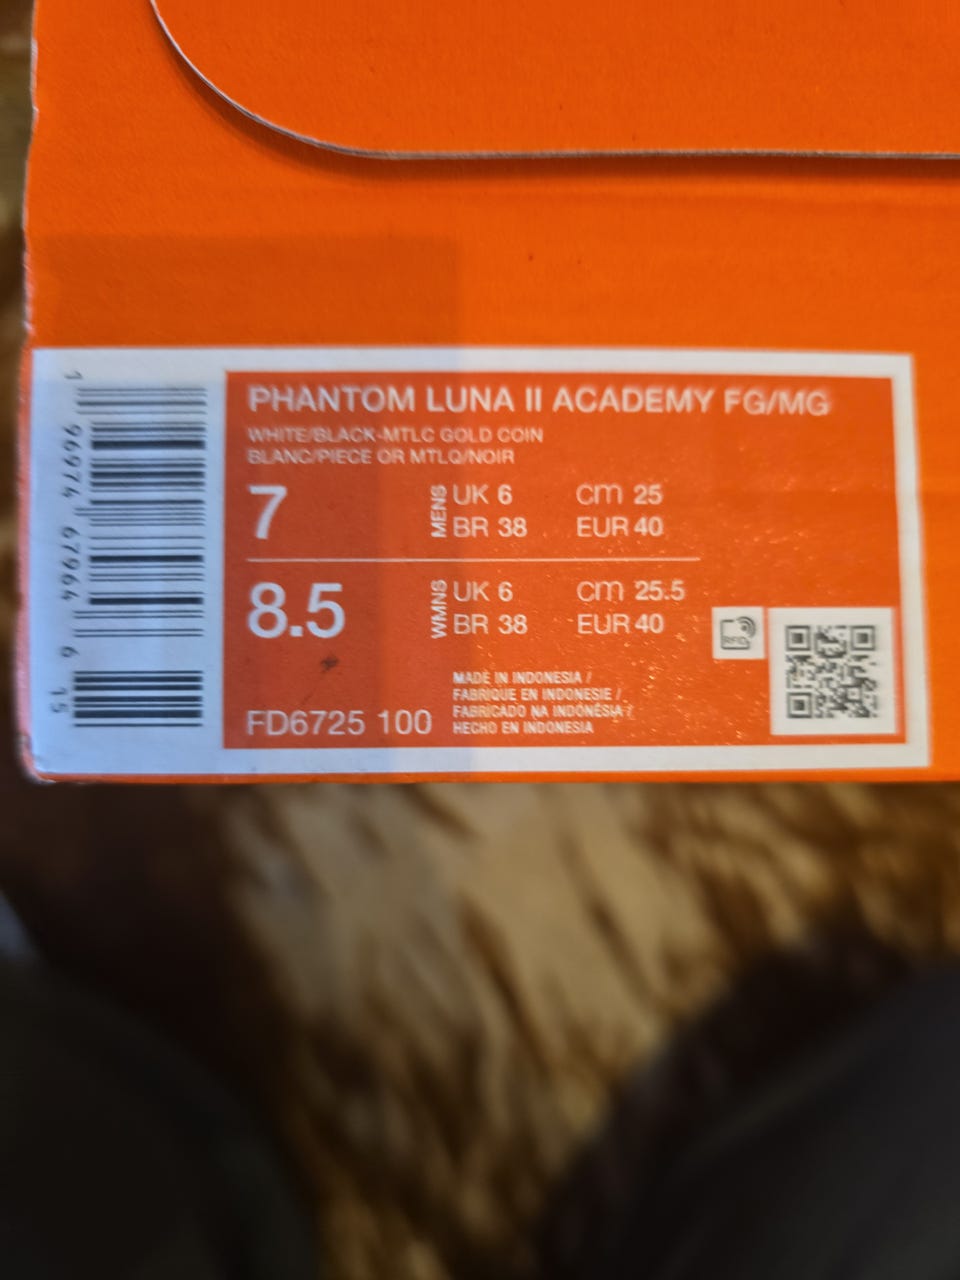 PHANTOM LUNA II ACADEMY FG/MG
WHITE/BLACK-MTLC GOLD COIN
BLANC/PIECE OR MTLQ/NOIR
7
MENS
UK 6 cm 25
BR 38 EUR 40
8.5
WMNS
UK 6 cm 25.5
BR 38 EUR 40
RFID
FD6725 100
MADE IN INDONESIA /
FABRIQUE EN INDONESIE /
FABRICADO NA INDONÉSIA /
HECHO EN INDONESIA
1 96974 67964 6 15